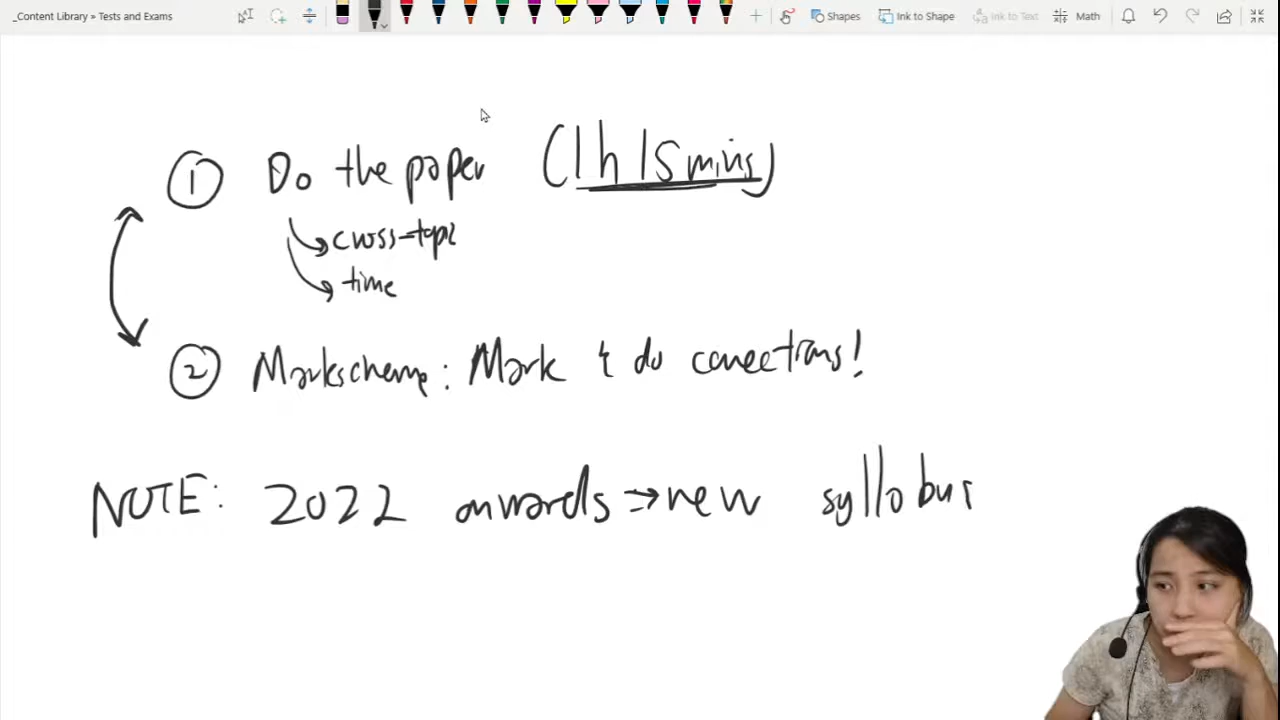 _Content Library » Tests and Exams
Shapes
Ink to Shape
Ink to Text
Math
① Do the paper (1h 15mins)
cross-topic
time
② Markscheme: Mark & do corrections!
NOTE: 2022 onwards → new syllabus